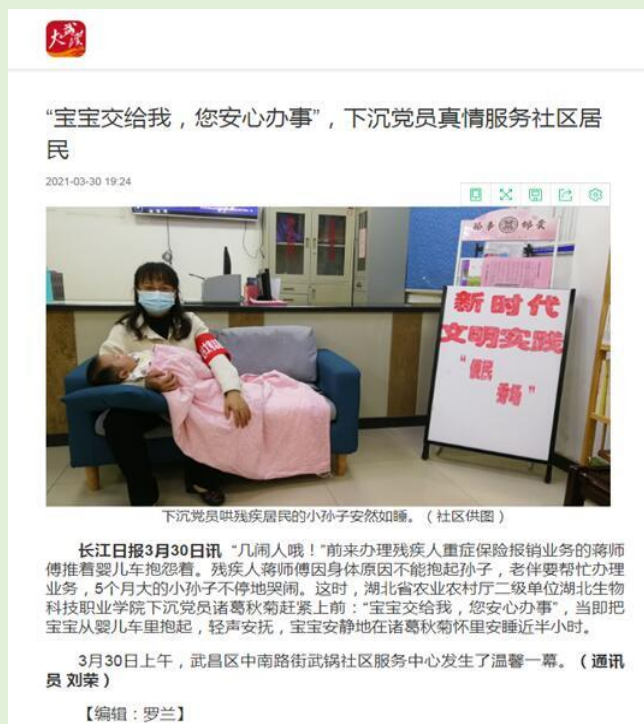 大武汉
“宝宝交给我，您安心办事”，下沉党员真情服务社区居
民
2021-03-30 19:24
新时代
文明实践
下沉党员哄残疾居民的小孙子安然如睡。（社区供图）
长江日报3月30日讯 “几闹人哦！”前来办理残疾人重症保险报销业务的蒋师
傅推着婴儿车抱怨着。残疾人蒋师傅因身体原因不能抱起孙子，老伴要帮忙办理
业务，5个月大的小孙子不停地哭闹。这时，湖北省农业农村厅二级单位湖北生物
科技职业学院下沉党员诸葛秋菊赶紧上前：“宝宝交给我，您安心办事”，当即把
宝宝从婴儿车里抱起，轻声安抚，宝宝安静地在诸葛秋菊怀里安睡近半小时。
3月30日上午，武昌区中南路街武锅社区服务中心发生了温馨一幕。（通讯
员 刘荣）
【编辑：罗兰】